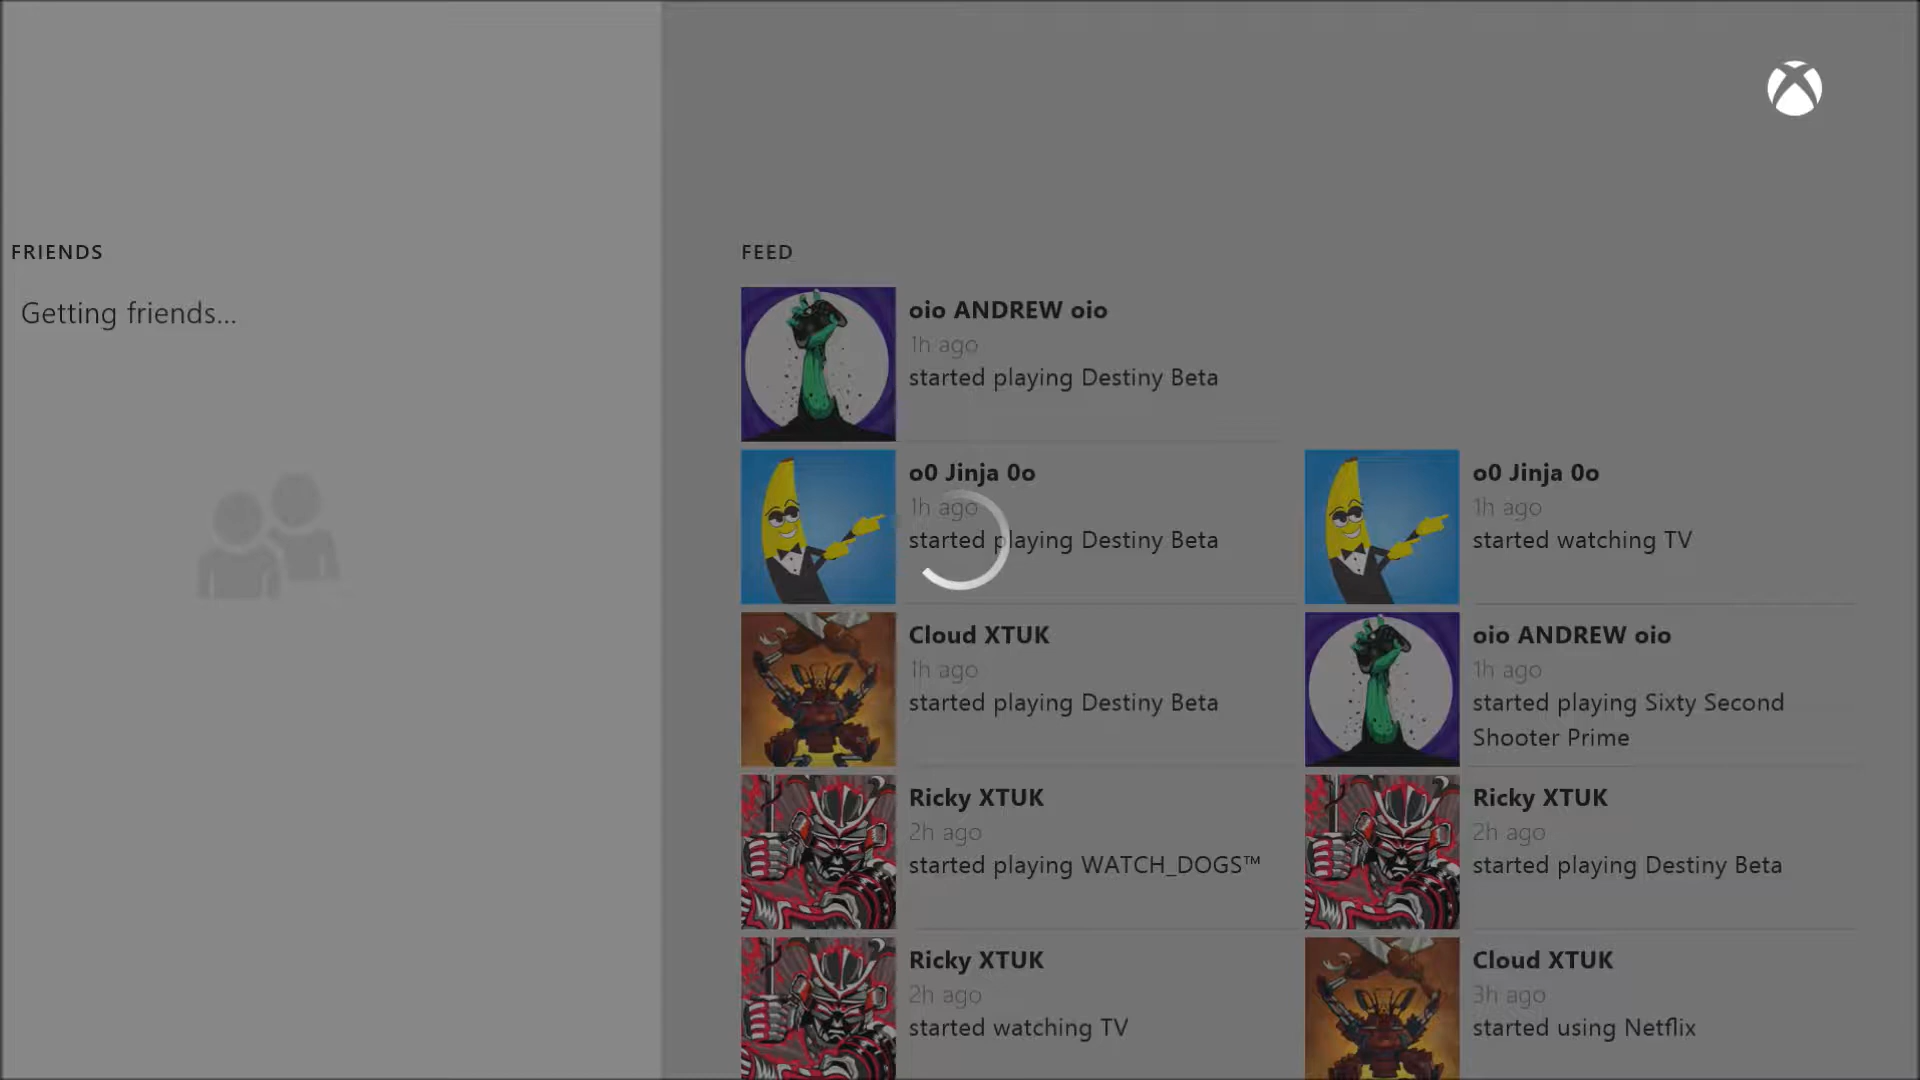 FRIENDS
Getting friends...
FEED
oio ANDREW oio
1h ago
started playing Destiny Beta
o0 Jinja 0o
1h ago
started playing Destiny Beta
Cloud XTUK
1h ago
started playing Destiny Beta
Ricky XTUK
2h ago
started playing WATCH_DOGS™
Ricky XTUK
2h ago
started watching TV
o0 Jinja 0o
1h ago
started watching TV
oio ANDREW oio
1h ago
started playing Sixty Second
Shooter Prime
Ricky XTUK
2h ago
started playing Destiny Beta
Cloud XTUK
3h ago
started using Netflix